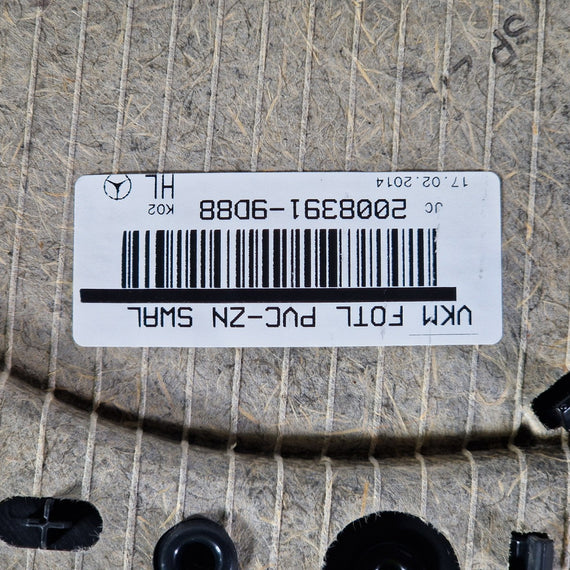 VKM FOTL PVC-ZN SWAL
JC 2008391-9D88 K02
17.02.2014 HL